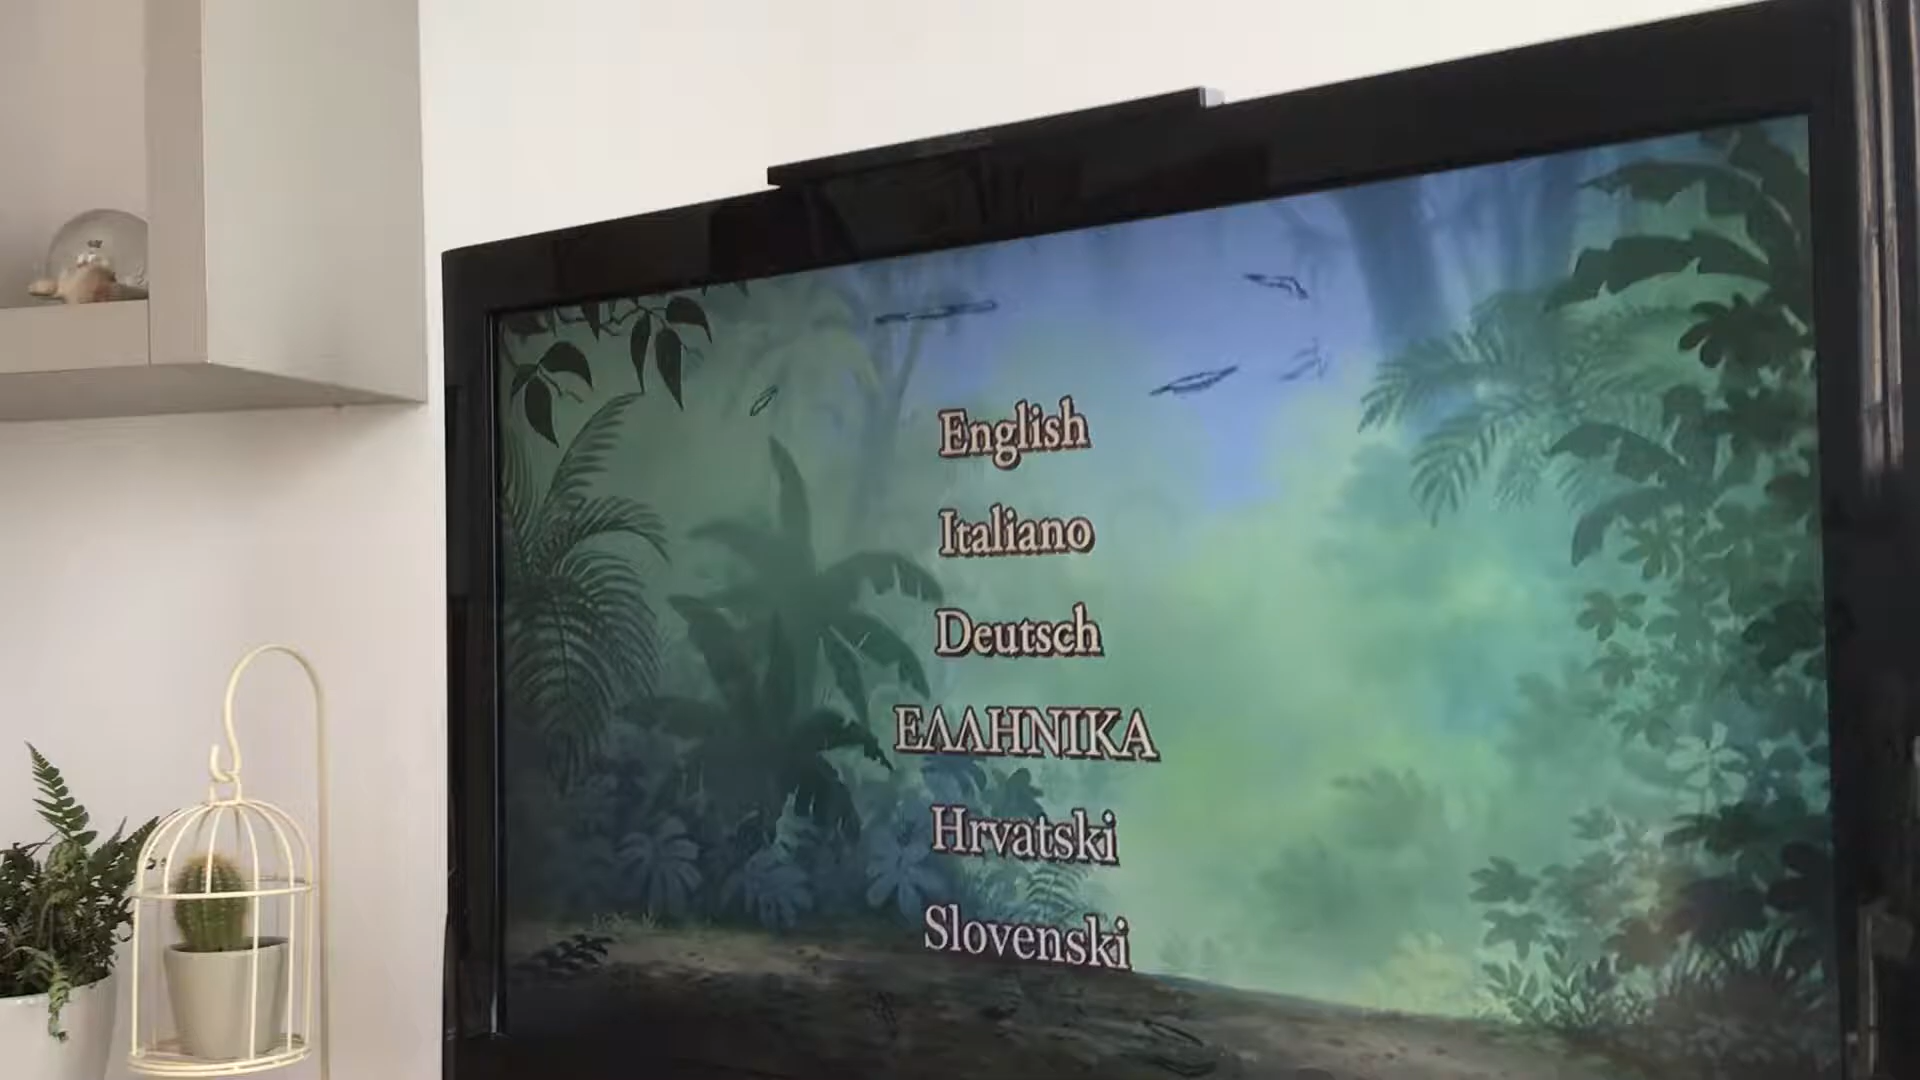 English
Italiano
Deutsch
ΕΛΛΗΝΙΚΑ
Hrvatski
Slovenski